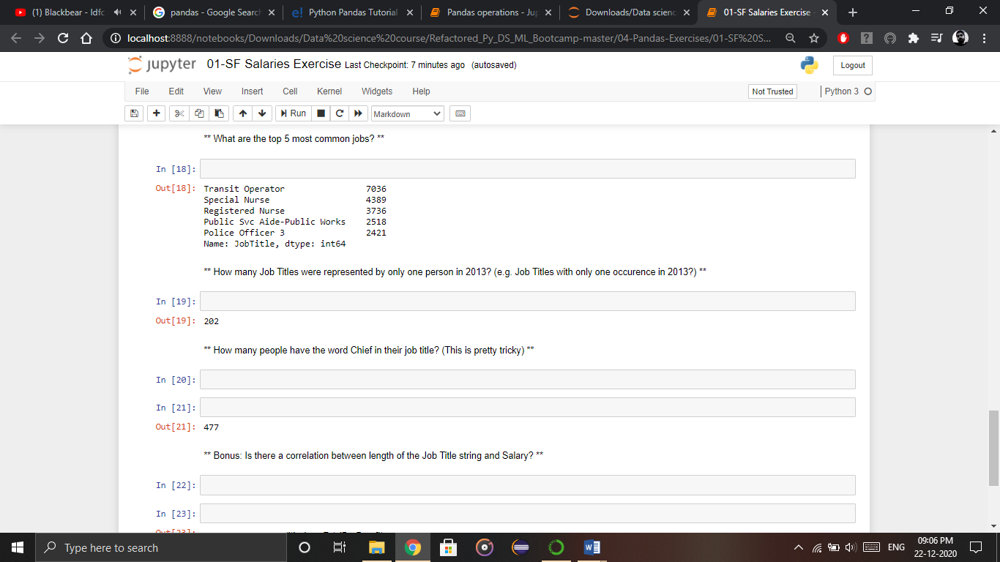 (1) Blackbear - Idfc
pandas - Google Search
Python Pandas Tutorial
Pandas operations - Jup
Downloads/Data scienc
01-SF Salaries Exercise -
localhost:8888/notebooks/Downloads/Data%20science%20course/Refactored_Py_DS_ML_Bootcamp-master/04-Pandas-Exercises/01-SF%20S...
jupyter 01-SF Salaries Exercise Last Checkpoint: 7 minutes ago (autosaved)
Logout
File Edit View Insert Cell Kernel Widgets Help
Not Trusted
Python 3
Run
Markdown
** What are the top 5 most common jobs? **
In [18]:
Out[18]: Transit Operator 7036
Special Nurse 4389
Registered Nurse 3736
Public Svc Aide-Public Works 2518
Police Officer 3 2421
Name: JobTitle, dtype: int64
** How many Job Titles were represented by only one person in 2013? (e.g. Job Titles with only one occurence in 2013?) **
In [19]:
Out[19]: 202
** How many people have the word Chief in their job title? (This is pretty tricky) **
In [20]:
In [21]:
Out[21]: 477
** Bonus: Is there a correlation between length of the Job Title string and Salary? **
In [22]:
In [23]:
Out[23]:
Type here to search
ENG
09:06 PM
22-12-2020